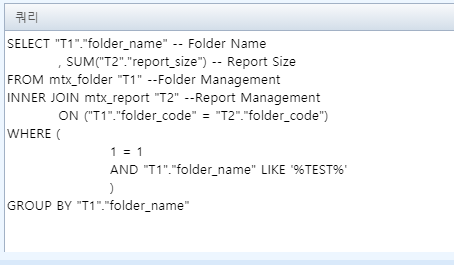 쿼리
SELECT "T1"."folder_name" -- Folder Name
, SUM("T2"."report_size") -- Report Size
FROM mtx_folder "T1" --Folder Management
INNER JOIN mtx_report "T2" --Report Management
ON ("T1"."folder_code" = "T2"."folder_code")
WHERE (
1 = 1
AND "T1"."folder_name" LIKE '%TEST%'
)
GROUP BY "T1"."folder_name"